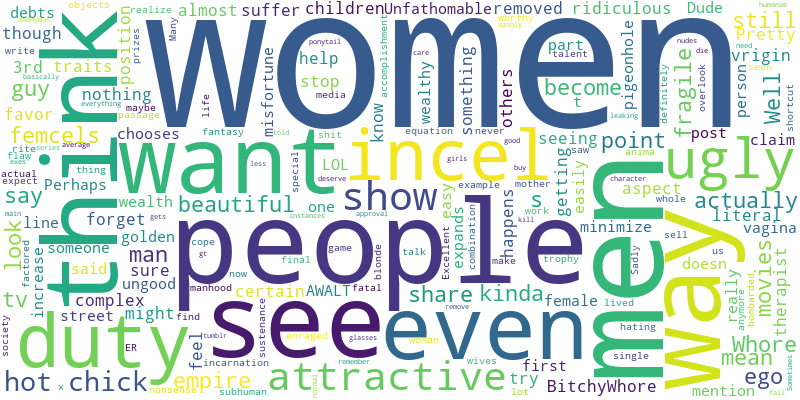 debts
objects
realize
almost
suffer
children
Unfathomable
removed
ridiculous
Dude
though
Many
write
anonymous
prizes
worthy
mainly
still
Pretty
humanae
position
women
think
3rd
traits
maybe
passage
help
ponytail
care
talent
part
nudes
die
need
seen
basically
guy
nothing
life
misfortune
stop
media
accomplishment
wealthy
something
others
become
t
pigeonhole
definitely
overlook
fragile
person
Well
vrigin
shortcut
everything
favor
chooses
fantasy
shit
know
equation
never
seeing
post
leaking
claim
femcels
rite
series
want
told
LOL
incel
girls
good
saw
point
anima
ugly
flaw
exes
average
thing
less
deserve
special
buy
actual
expect
Perhaps
wealth
beautiful
one
show
easy
example
mother
s
happens
getting
easily
character
aspect
whole
actually
say
look
main
line
forget
gets
instances
approval
expands
combination
work
kill
minimize
sell
us
literal
vagina
factored
someone
golden
people
men
way
increase
said
man
happens
cope
game
talk
Excellent
blonde
final
make
trophy
Sadly
doesn
really
anymore
bombarded
movies
therapist
tv
sure
ungood
gt
now
manhood
certain
AWALT
fatal
share
kinda
female
lived
complex
street
might
find
see
even
remove
hating
society
duty
ER
feel
tumblr
sustenance
enraged
glasses
woman
wives
first
single
Whore
mean
hot
x
chick
nonsense
empire
incarnation
subhuman
attractive
remember
normal
try
lot
BitchyWhore
mention
ego
fall
Sometimes